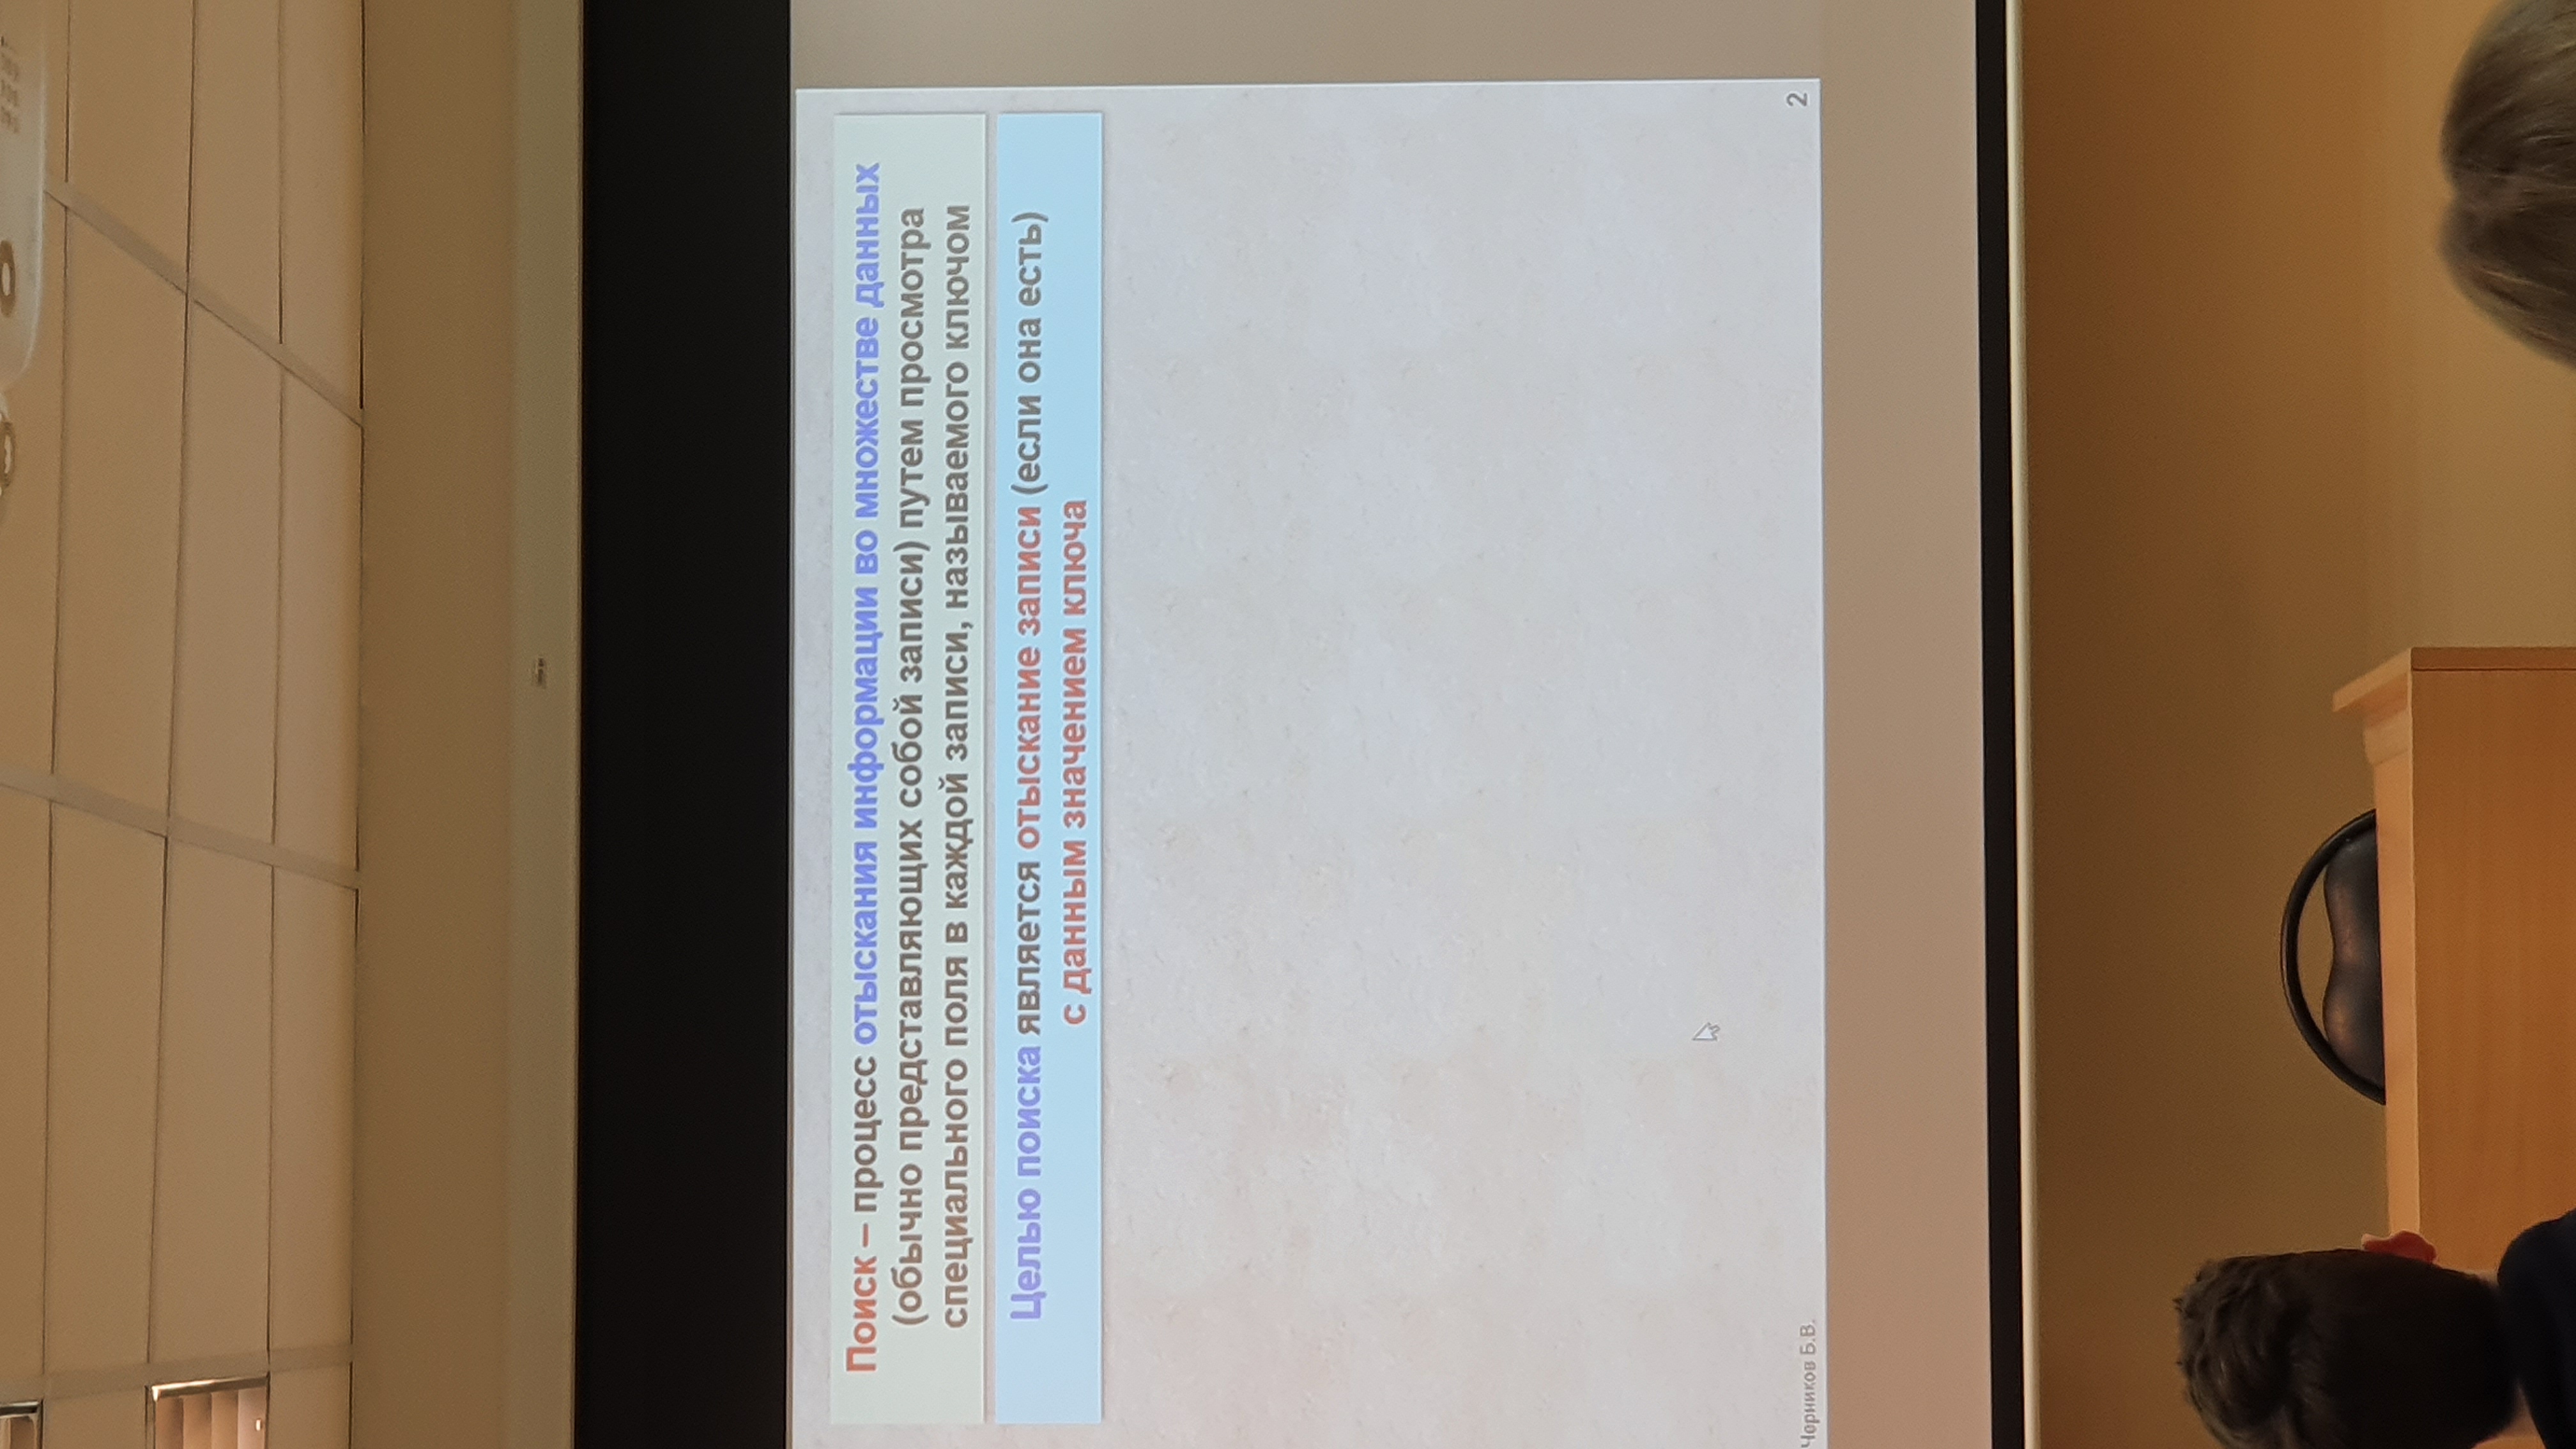 Поиск – процесс отыскания информации во множестве данных
(обычно представляющих собой записи) путем просмотра
специального поля в каждой записи, называемого ключом
Целью поиска является отыскание записи (если она есть)
с данным значением ключа
Черников Б.В.
2